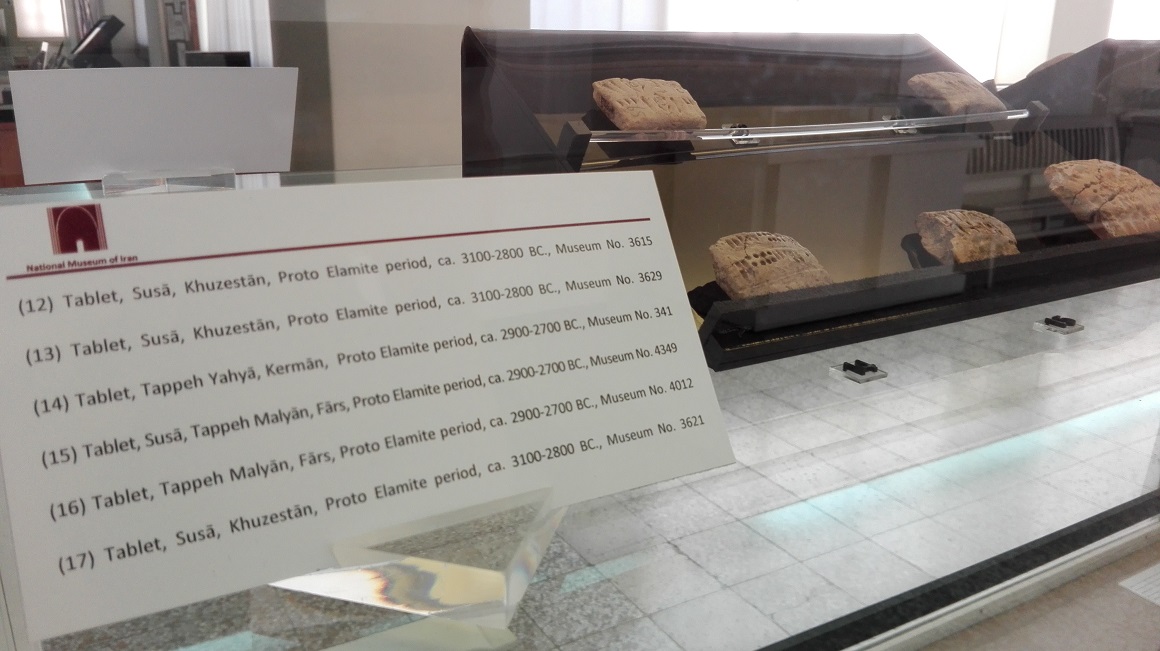 National Museum of Iran
(12) Tablet, Susā, Khuzestān, Proto Elamite period, ca. 3100-2800 BC., Museum No. 3615
(13) Tablet, Susā, Khuzestān, Proto Elamite period, ca. 3100-2800 BC., Museum No. 3629
(14) Tablet, Tappeh Yahyā, Kermān, Proto Elamite period, ca. 2900-2700 BC., Museum No. 341
(15) Tablet, Susā, Tappeh Malyān, Fārs, Proto Elamite period, ca. 2900-2700 BC., Museum No. 4349
(16) Tablet, Tappeh Malyān, Fārs, Proto Elamite period, ca. 2900-2700 BC., Museum No. 4012
(17) Tablet, Susā, Khuzestān, Proto Elamite period, ca. 3100-2800 BC., Museum No. 3621